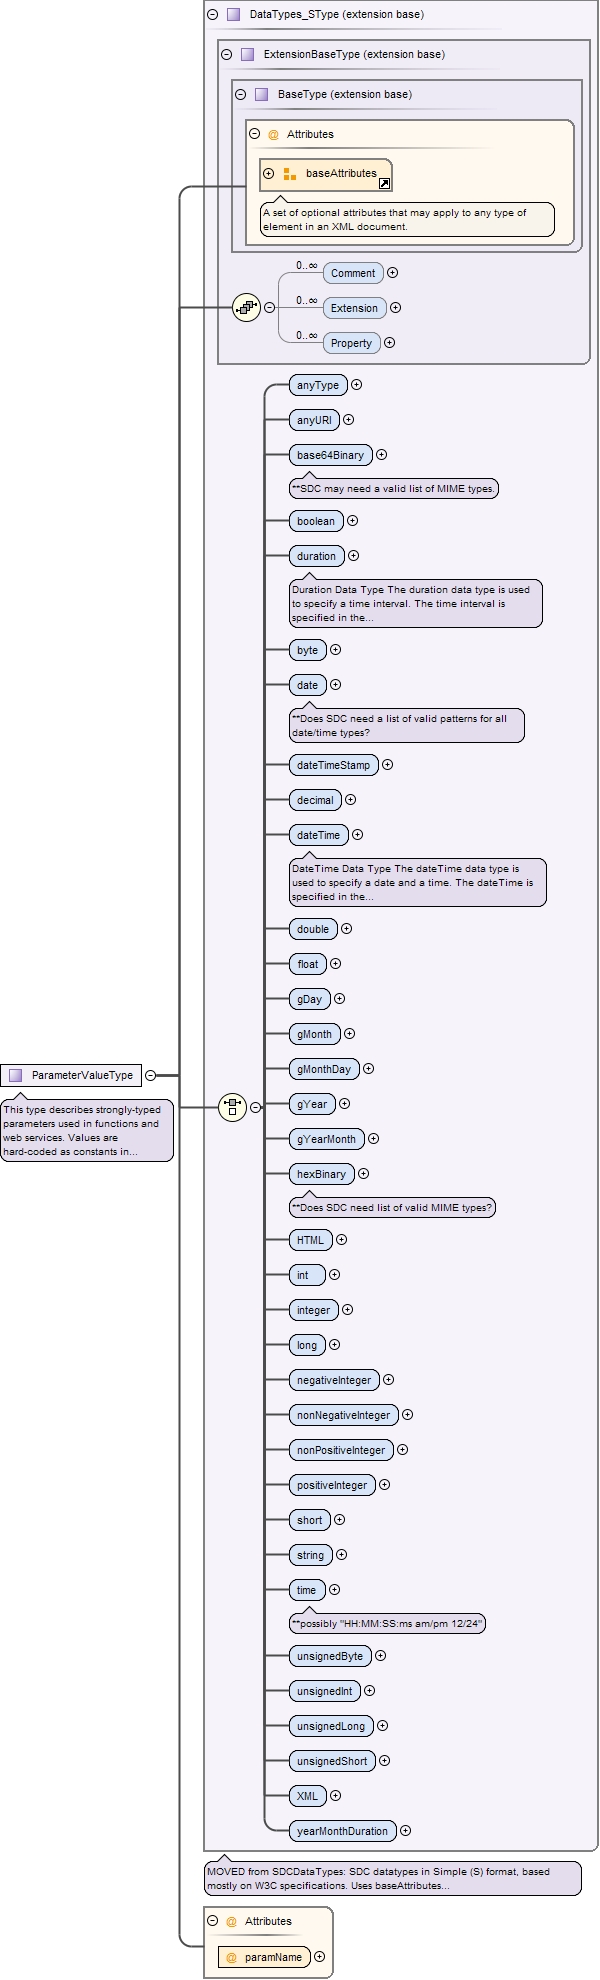 DataTypes_SType (extension base)
ExtensionBaseType (extension base)
BaseType (extension base)
@ Attributes
baseAttributes
A set of optional attributes that may apply to any type of
element in an XML document.
0..∞
Comment
0..∞
Extension
0..∞
Property
anyType
anyURI
base64Binary
**SDC may need a valid list of MIME types.
boolean
duration
Duration Data Type The duration data type is used
to specify a time interval. The time interval is
specified in the...
byte
date
**Does SDC need a list of valid patterns for all
date/time types?
dateTimeStamp
decimal
dateTime
DateTime Data Type The dateTime data type is
used to specify a date and a time. The dateTime is
specified in the...
double
float
gDay
gMonth
gMonthDay
ParameterValueType
This type describes strongly-typed
parameters used in functions and
web services. Values are
hard-coded as constants in...
gYear
gYearMonth
hexBinary
**Does SDC need list of valid MIME types?
HTML
int
integer
long
negativeInteger
nonNegativeInteger
nonPositiveInteger
positiveInteger
short
string
time
**possibly "HH:MM:SS:ms am/pm 12/24"
unsignedByte
unsignedInt
unsignedLong
unsignedShort
XML
yearMonthDuration
MOVED from SDCDataTypes: SDC datatypes in Simple (S) format, based
mostly on W3C specifications. Uses baseAttributes...
@ Attributes
@ paramName